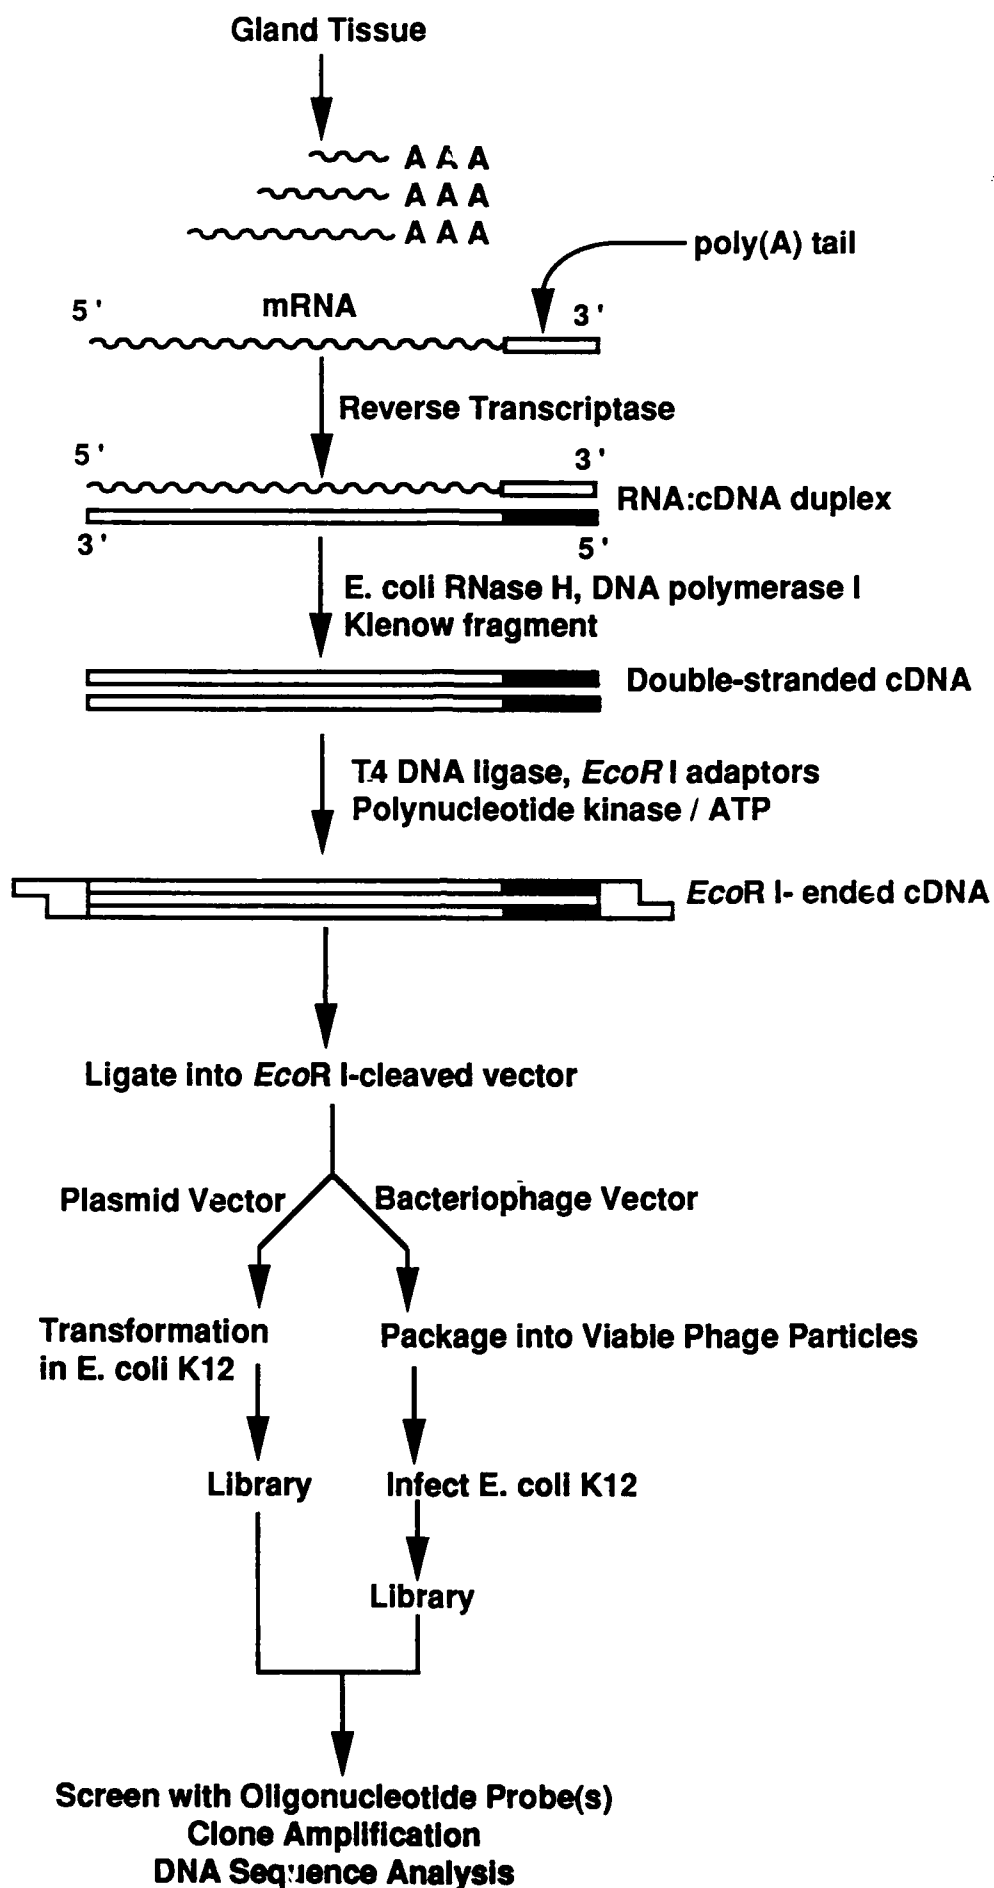 Gland Tissue
A A A
A A A
A A A
poly(A) tail
5' mRNA 3'
Reverse Transcriptase
5' 3'
RNA:cDNA duplex
3' 5'
E. coli RNase H, DNA polymerase I
Klenow fragment
Double-stranded cDNA
T4 DNA ligase, EcoR I adaptors
Polynucleotide kinase / ATP
EcoR I- ended cDNA
Ligate into EcoR I-cleaved vector
Plasmid Vector
Bacteriophage Vector
Transformation
in E. coli K12
Package into Viable Phage Particles
Library
Infect E. coli K12
Library
Screen with Oligonucleotide Probe(s)
Clone Amplification
DNA Sequence Analysis